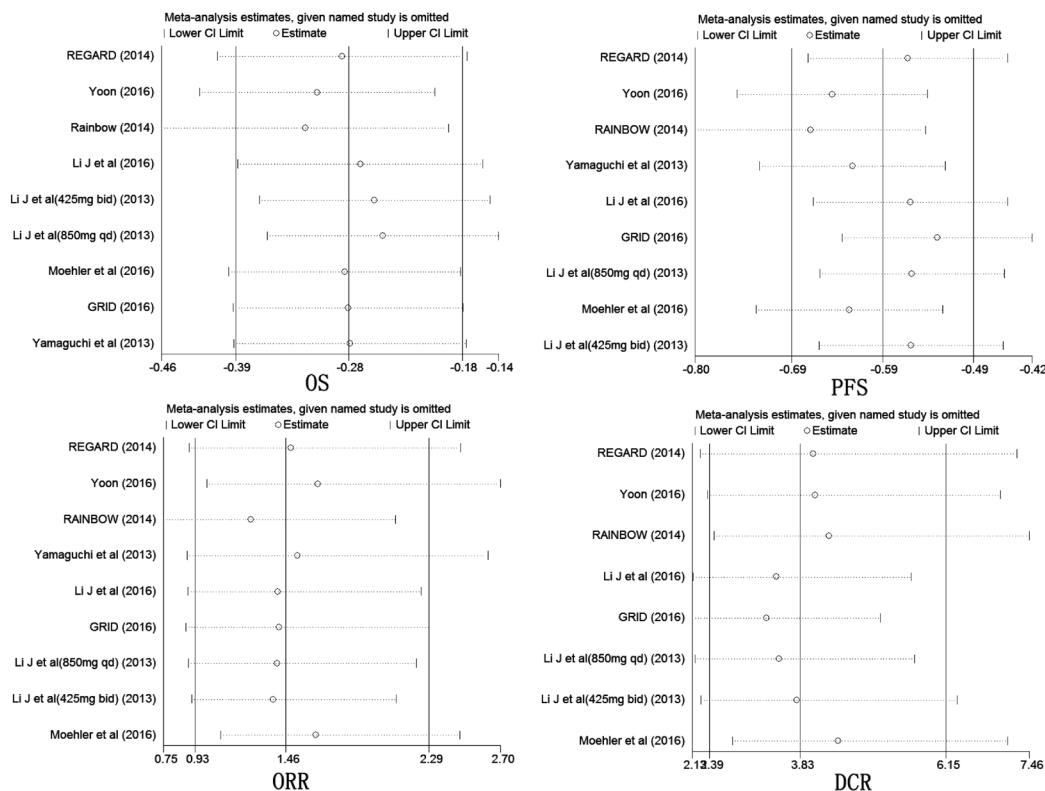 Meta-analysis estimates, given named study is omitted
Lower CI Limit Estimate Upper CI Limit
REGARD (2014)
Yoon (2016)
Rainbow (2014)
Li J et al (2016)
Li J et al(425mg bid) (2013)
Li J et al(850mg qd) (2013)
Moehler et al (2016)
GRID (2016)
Yamaguchi et al (2013)
-0.46 -0.39 -0.28 -0.18 -0.14
OS
Meta-analysis estimates, given named study is omitted
Lower CI Limit Estimate Upper CI Limit
REGARD (2014)
Yoon (2016)
RAINBOW (2014)
Yamaguchi et al (2013)
Li J et al (2016)
GRID (2016)
Li J et al(850mg qd) (2013)
Moehler et al (2016)
Li J et al(425mg bid) (2013)
-0.80 -0.69 -0.59 -0.49 -0.42
PFS
Meta-analysis estimates, given named study is omitted
Lower CI Limit Estimate Upper CI Limit
REGARD (2014)
Yoon (2016)
RAINBOW (2014)
Yamaguchi et al (2013)
Li J et al (2016)
GRID (2016)
Li J et al(850mg qd) (2013)
Li J et al(425mg bid) (2013)
Moehler et al (2016)
0.75 0.93 1.46 2.29 2.70
ORR
Meta-analysis estimates, given named study is omitted
Lower CI Limit Estimate Upper CI Limit
REGARD (2014)
Yoon (2016)
RAINBOW (2014)
Li J et al (2016)
GRID (2016)
Li J et al(850mg qd) (2013)
Li J et al(425mg bid) (2013)
Moehler et al (2016)
2.13 2.39 3.83 6.15 7.46
DCR